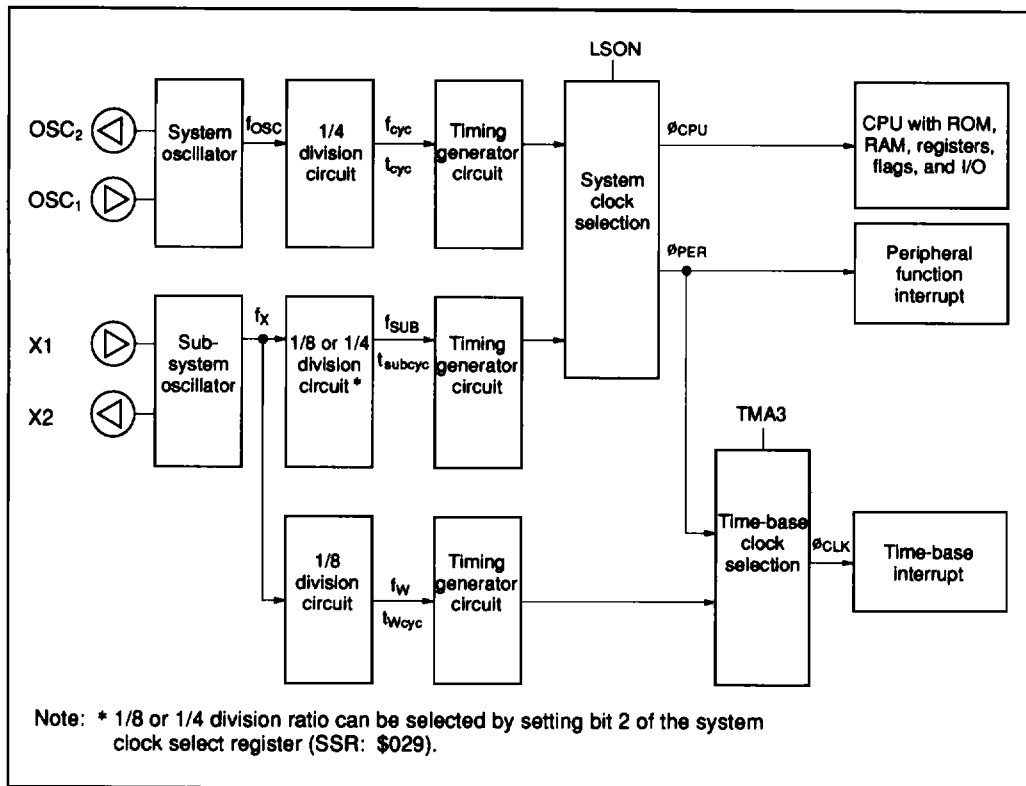 LSON
OSC₂
OSC₁
System
oscillator
fOSC
1/4
division
circuit
fcyc
tcyc
Timing
generator
circuit
System
clock
selection
øCPU
CPU with ROM,
RAM, registers,
flags, and I/O
øPER
Peripheral
function
interrupt
X1
X2
Sub-
system
oscillator
fX
1/8 or 1/4
division
circuit *
fSUB
tsubcyc
Timing
generator
circuit
TMA3
1/8
division
circuit
fW
tWcyc
Timing
generator
circuit
Time-base
clock
selection
øCLK
Time-base
interrupt
Note: * 1/8 or 1/4 division ratio can be selected by setting bit 2 of the system
clock select register (SSR: $029).